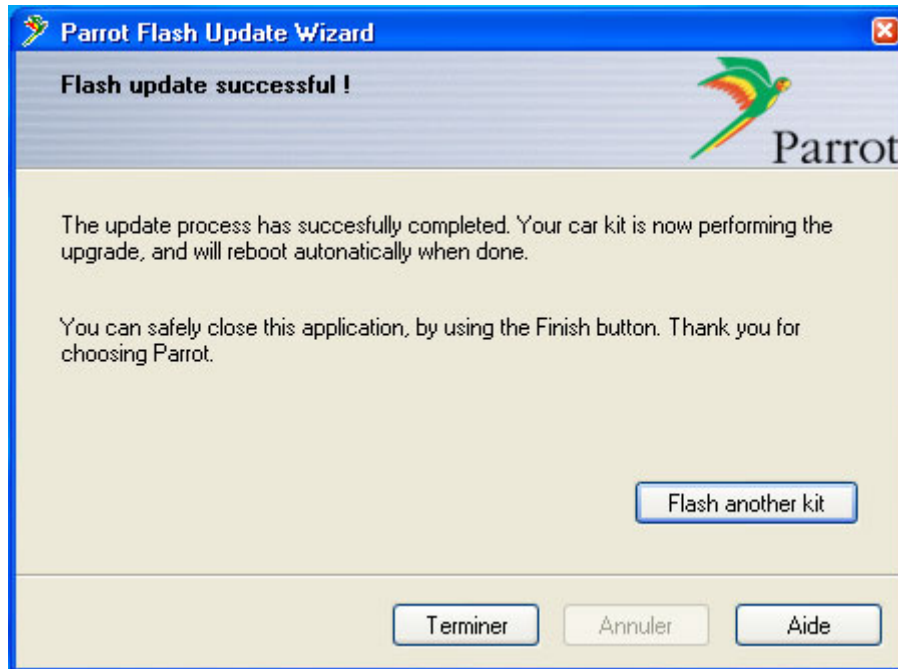 Parrot Flash Update Wizard
Flash update successful !
Parrot
The update process has succesfully completed. Your car kit is now performing the
upgrade, and will reboot automatically when done.
You can safely close this application, by using the Finish button. Thank you for
choosing Parrot.
Flash another kit
Terminer
Annuler
Aide